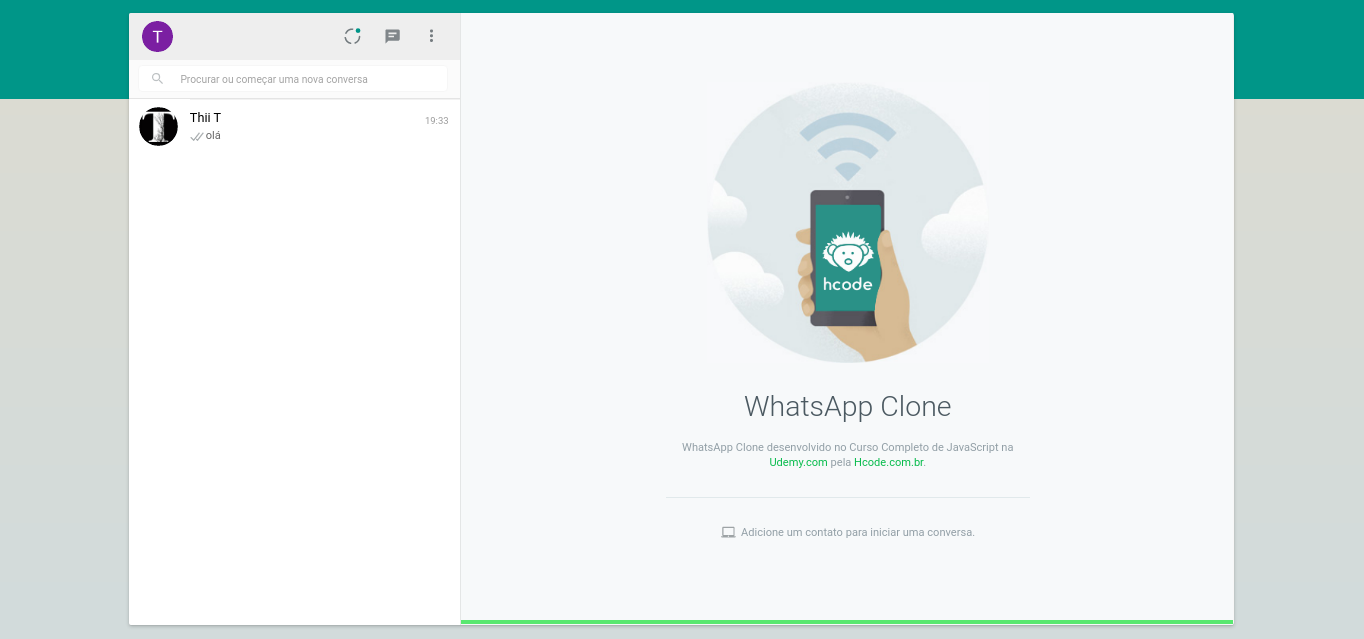 T
Procurar ou começar uma nova conversa
Thii T
19:33
olá
hcode
WhatsApp Clone
WhatsApp Clone desenvolvido no Curso Completo de JavaScript na
Udemy.com pela Hcode.com.br.
Adicione um contato para iniciar uma conversa.